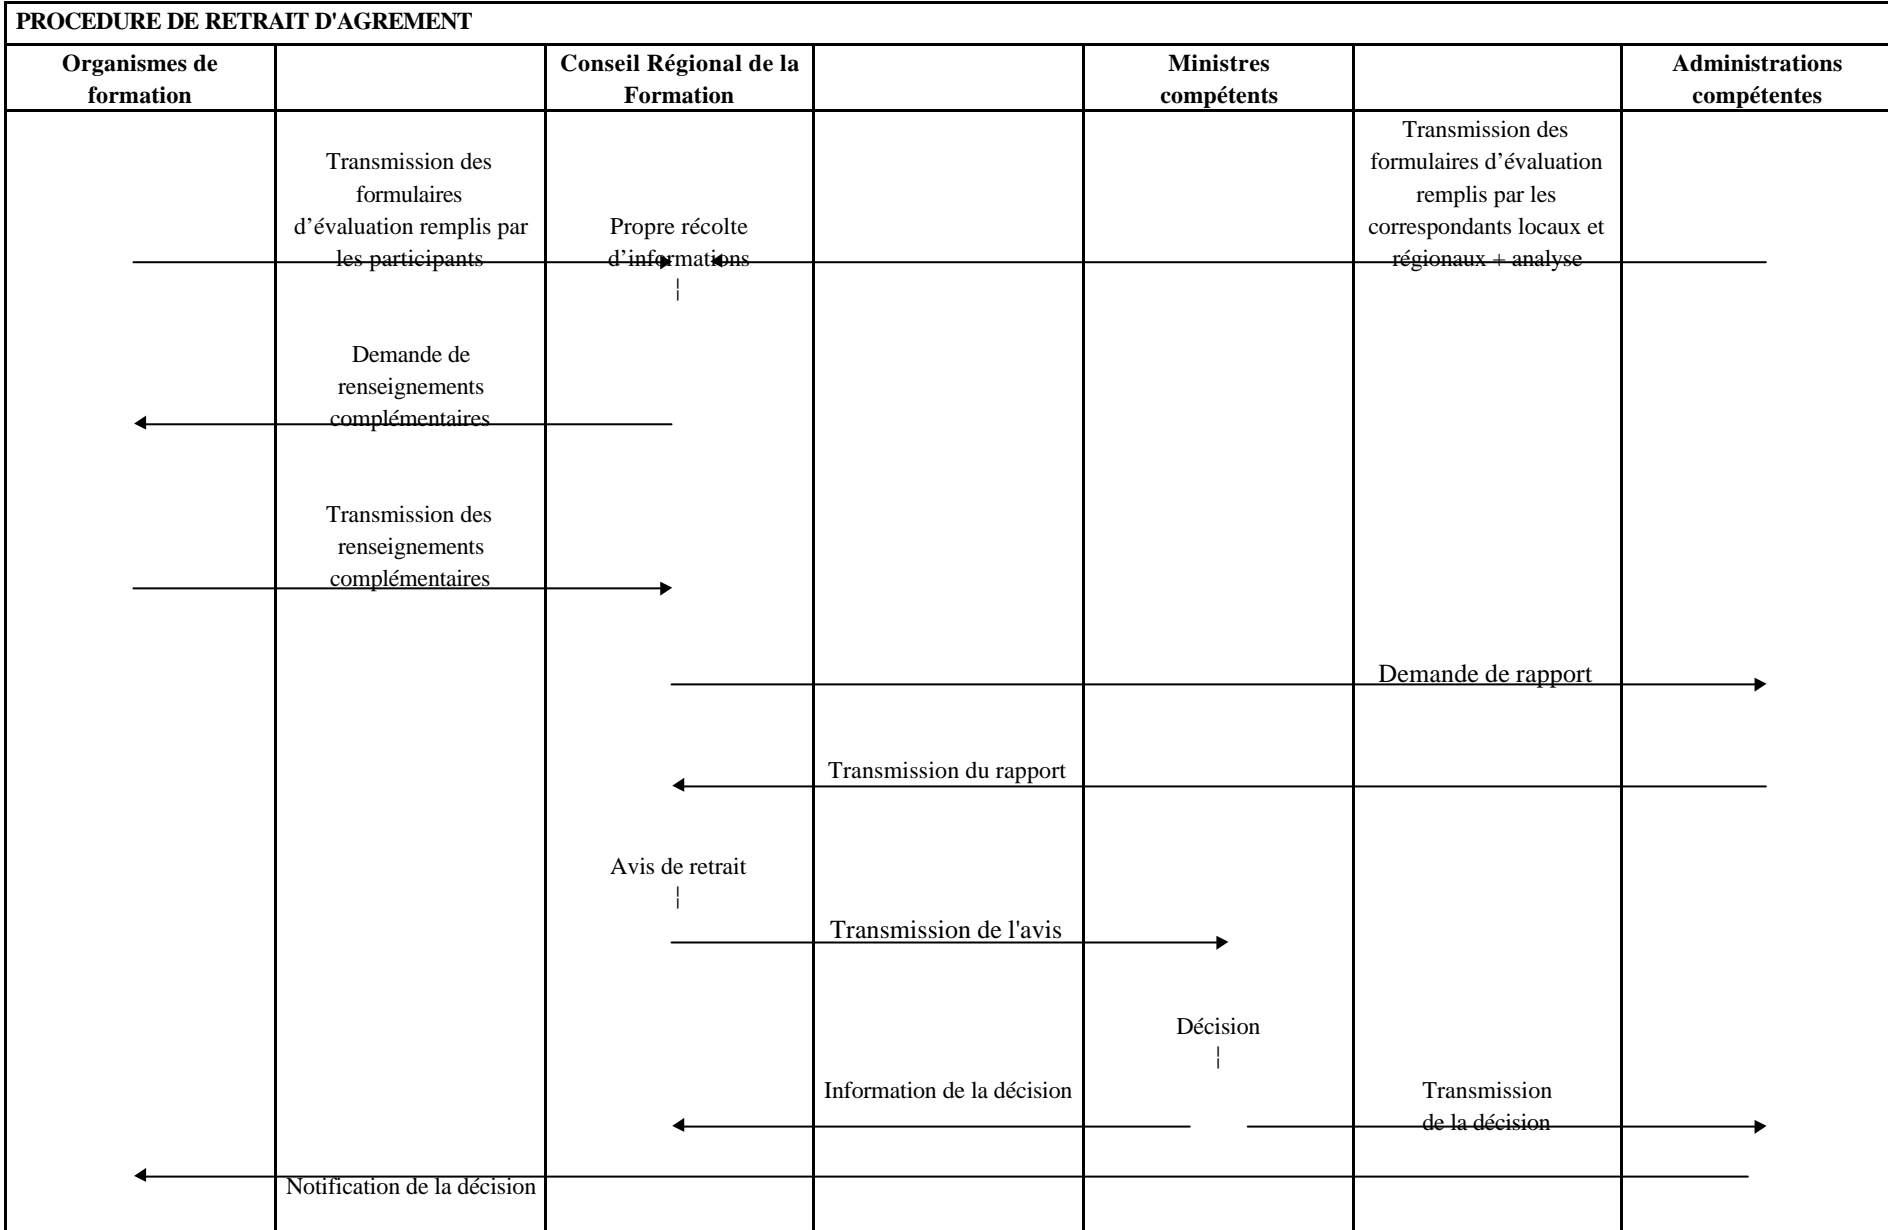 PROCEDURE DE RETRAIT D'AGREMENT
Organismes de
formation
Conseil Régional de la
Formation
Ministres
compétents
Administrations
compétentes
Transmission des
formulaires
d’évaluation remplis par
les participants
Propre récolte
d’informations
Transmission des
formulaires d’évaluation
remplis par les
correspondants locaux et
régionaux + analyse
Demande de
renseignements
complémentaires
Transmission des
renseignements
complémentaires
Demande de rapport
Transmission du rapport
Avis de retrait
Transmission de l'avis
Décision
Information de la décision
Transmission
de la décision
Notification de la décision